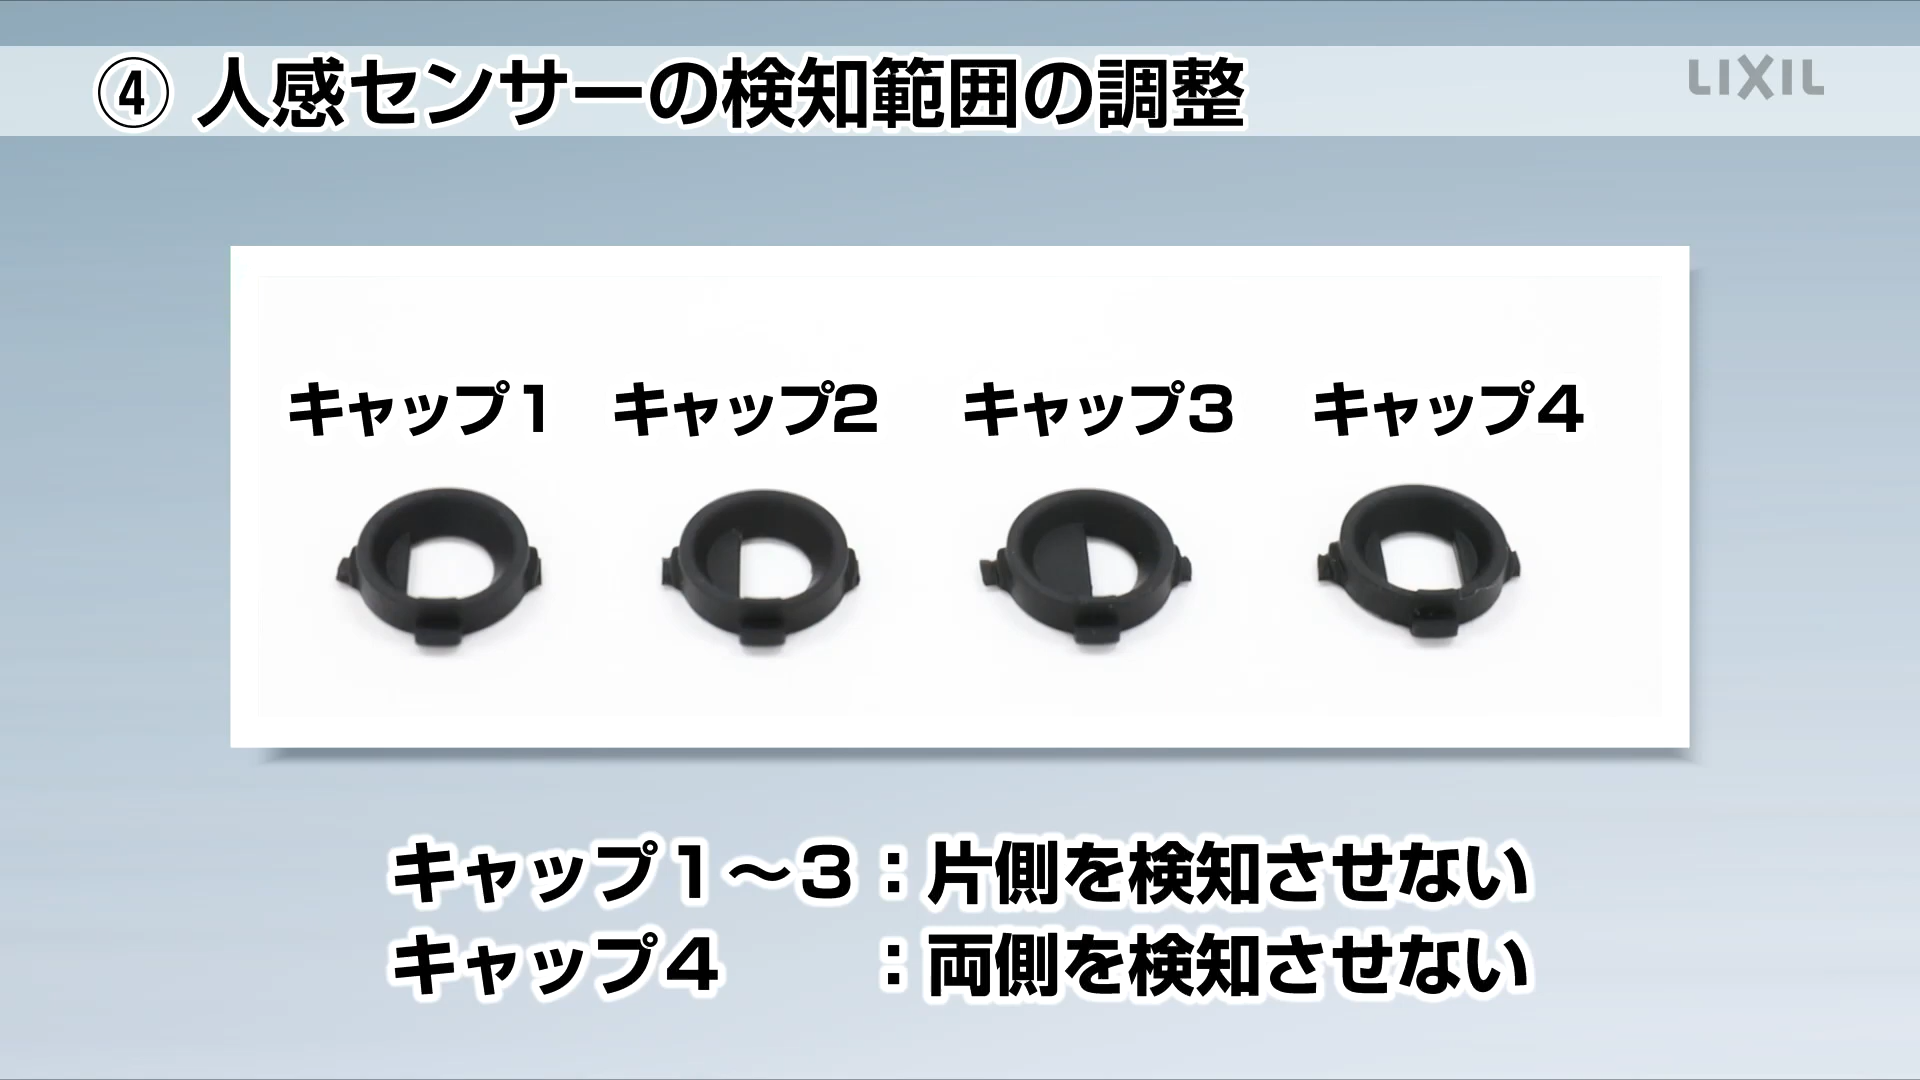 ④ 人感センサーの検知範囲の調整
LIXIL
キャップ1 キャップ2 キャップ3 キャップ4
キャップ1～3：片側を検知させない
キャップ4　　：両側を検知させない